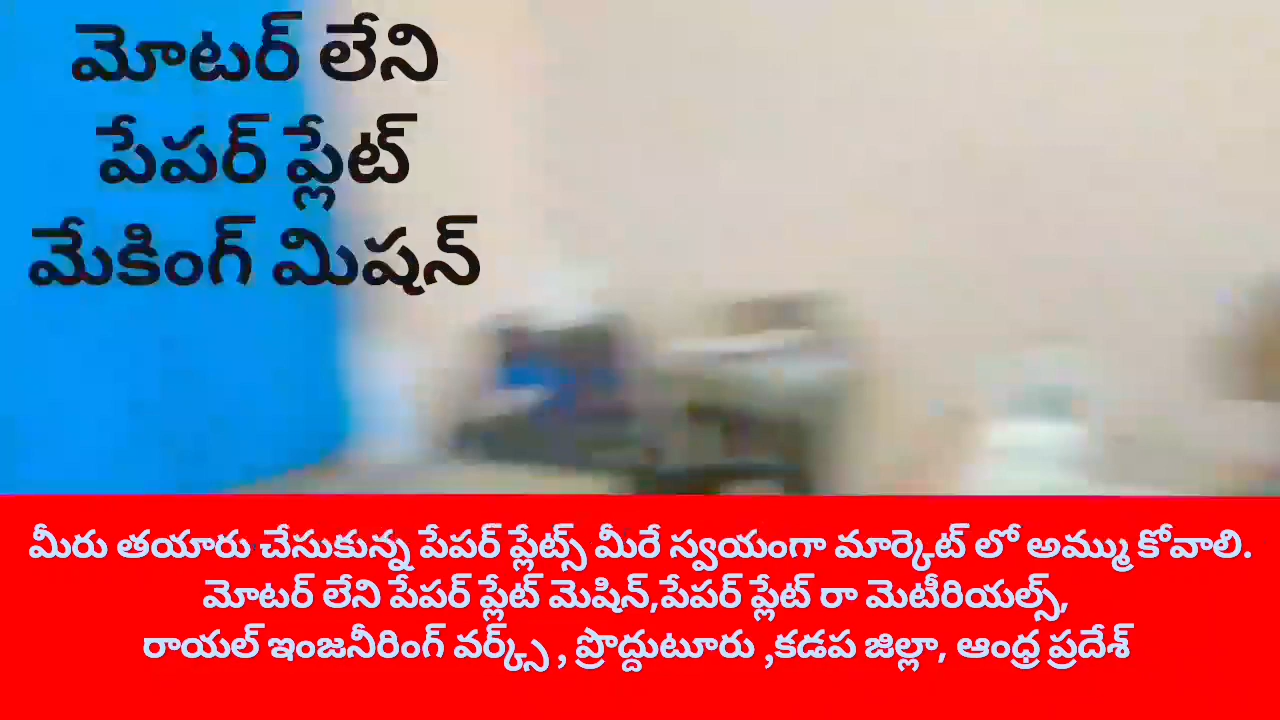 మోటర్ లేని
పేపర్ ప్లేట్
మేకింగ్ మిషన్
మీరు తయారు చేసుకున్న పేపర్ ప్లేట్స్ మీరే స్వయంగా మార్కెట్ లో అమ్ము కోవాలి.
మోటర్ లేని పేపర్ ప్లేట్ మెషిన్,పేపర్ ప్లేట్ రా మెటీరియల్స్,
రాయల్ ఇంజనీరింగ్ వర్క్స్ , ప్రొద్దుటూరు ,కడప జిల్లా, ఆంధ్ర ప్రదేశ్